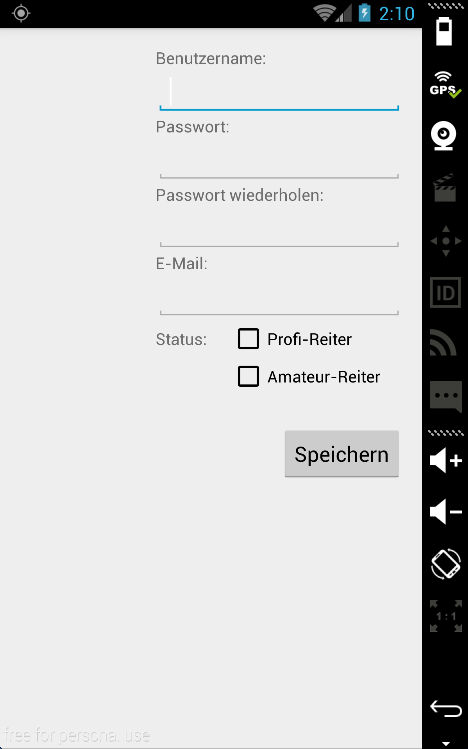 2:10
Benutzername:
GPS
Passwort:
Passwort wiederholen:
E-Mail:
ID
Status:
Profi-Reiter
Amateur-Reiter
Speichern
1:1
free for personal use